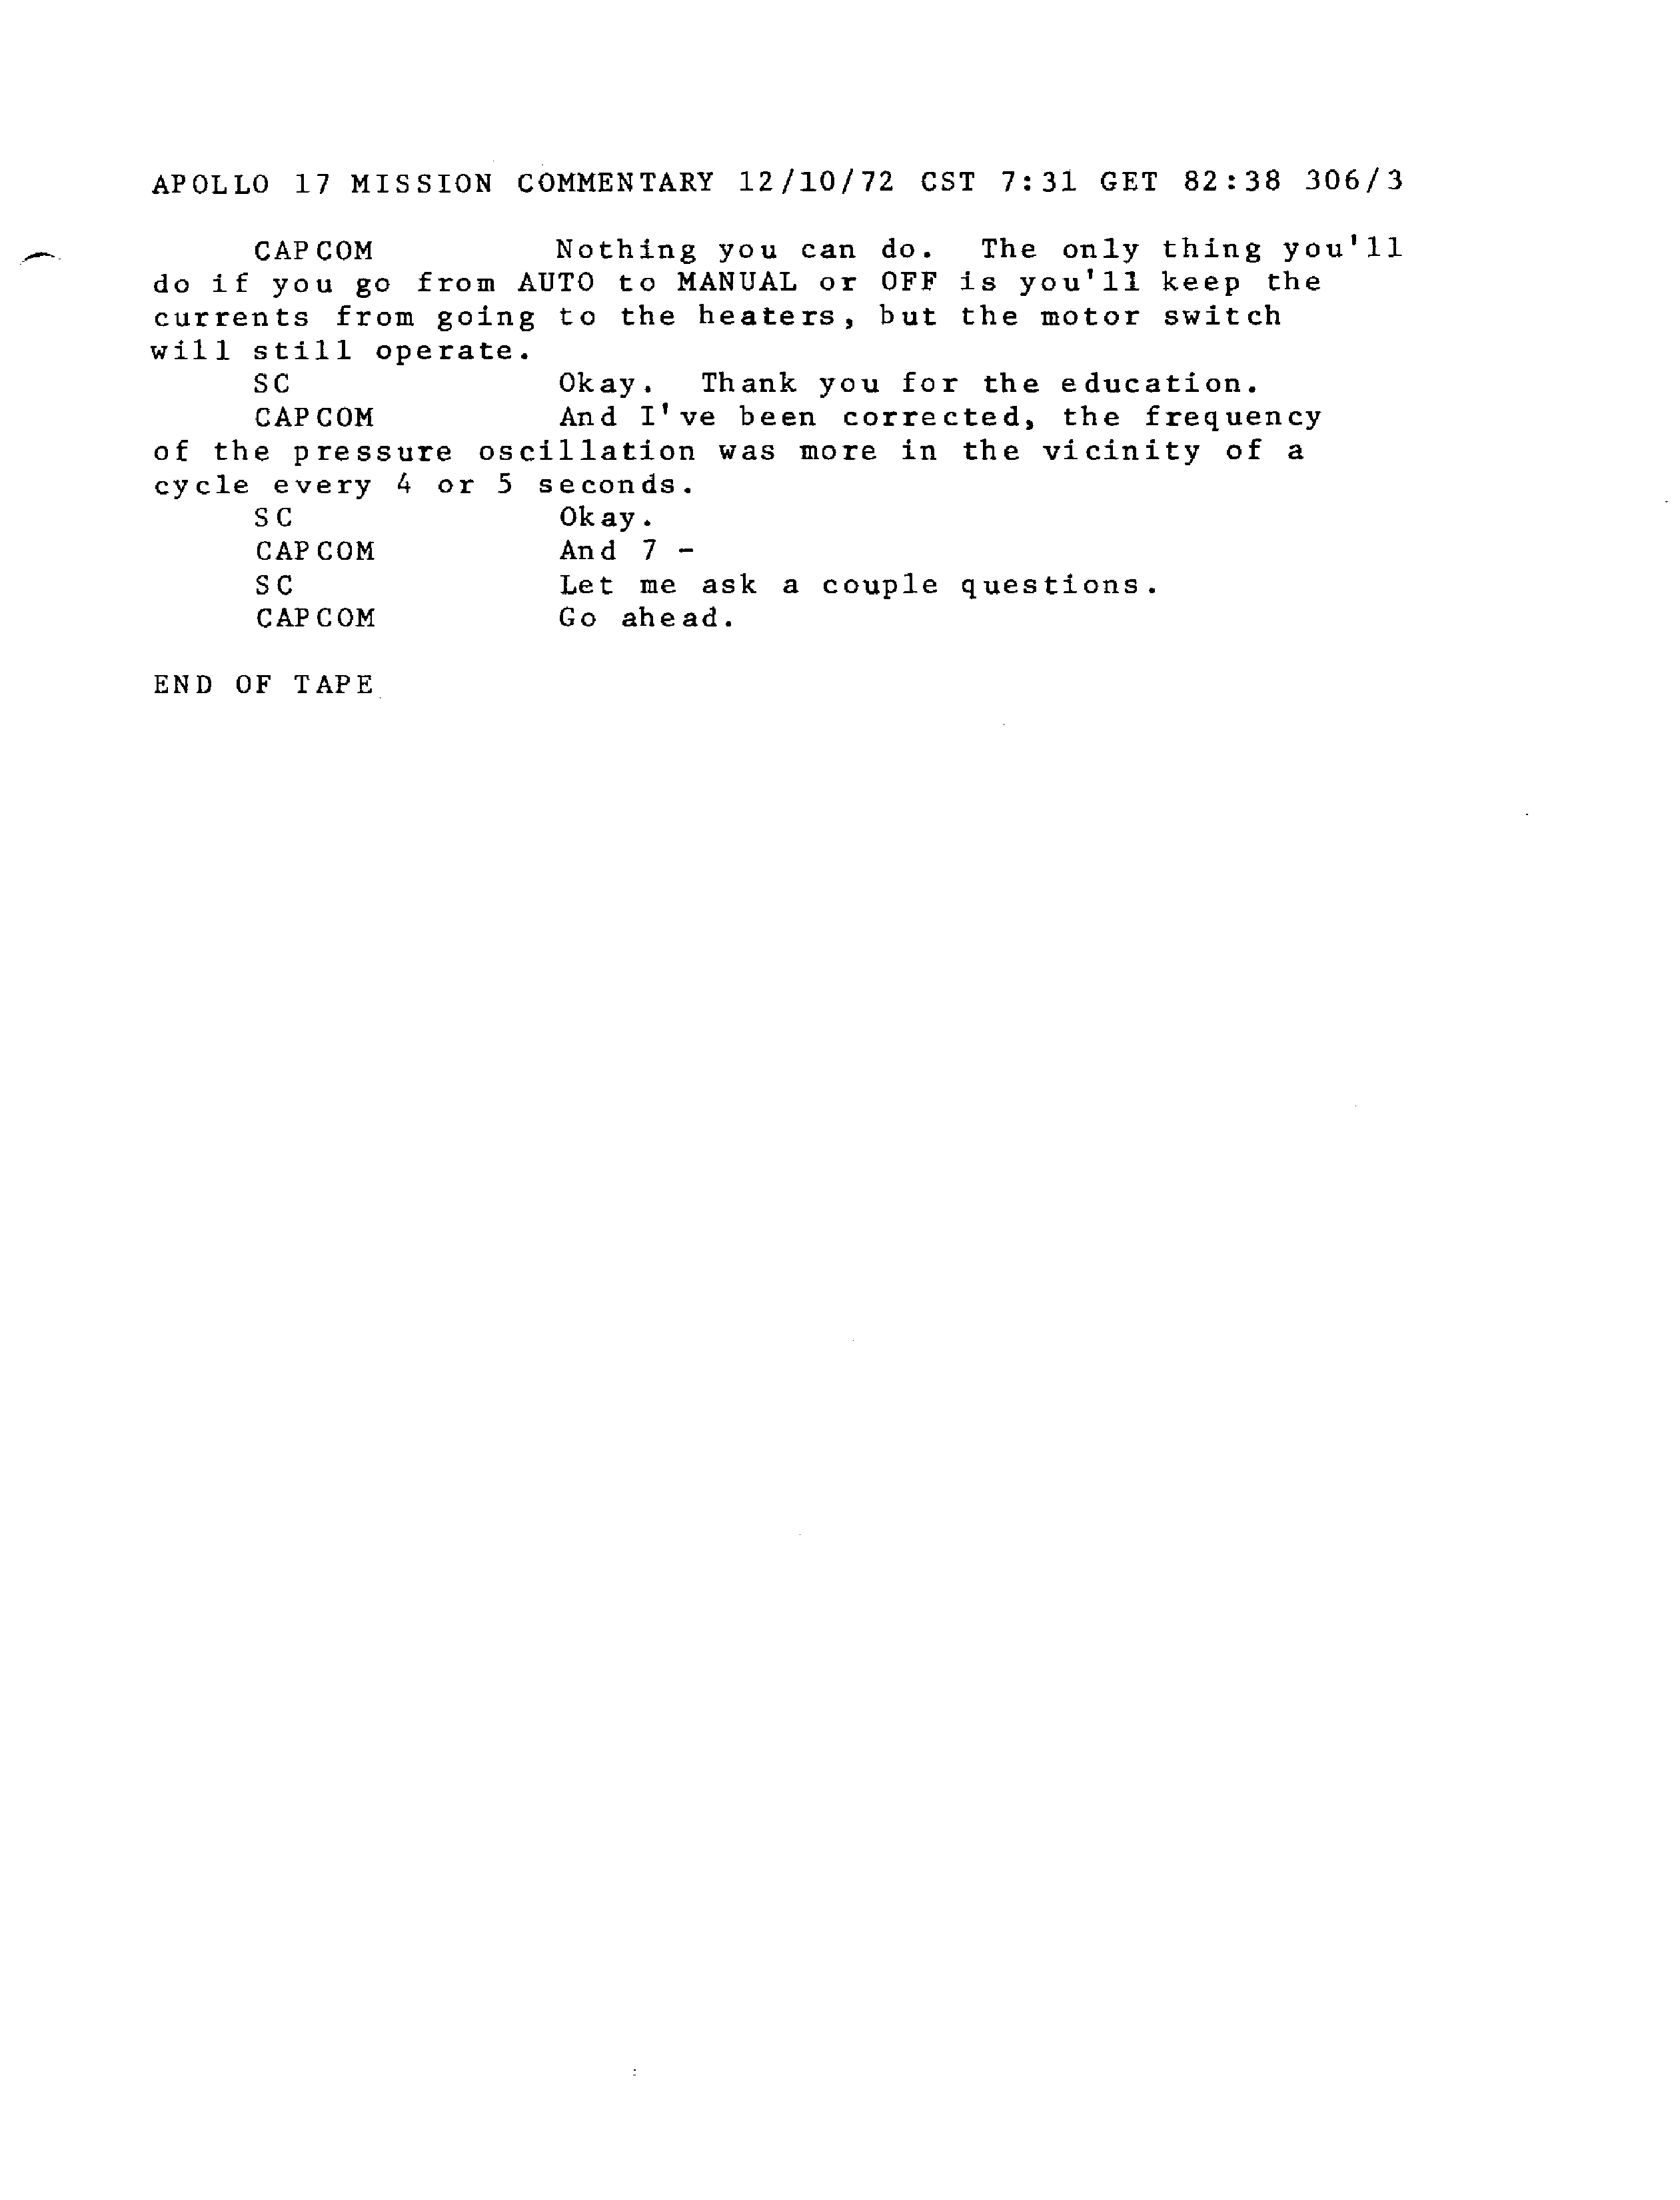 APOLLO 17 MISSION COMMENTARY 12/10/72 CST 7:31 GET 82:38 306/3
CAPCOM Nothing you can do. The only thing you'll
do if you go from AUTO to MANUAL or OFF is you'll keep the
currents from going to the heaters, but the motor switch
will still operate.
SC Okay. Thank you for the education.
CAPCOM And I've been corrected, the frequency
of the pressure oscillation was more in the vicinity of a
cycle every 4 or 5 seconds.
SC Okay.
CAPCOM And 7 -
SC Let me ask a couple questions.
CAPCOM Go ahead.
END OF TAPE